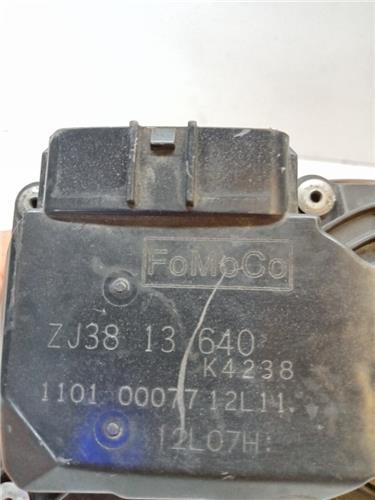 FoMoCo
ZJ38 13 640
K4238
1101 00077 12L11
12L07H